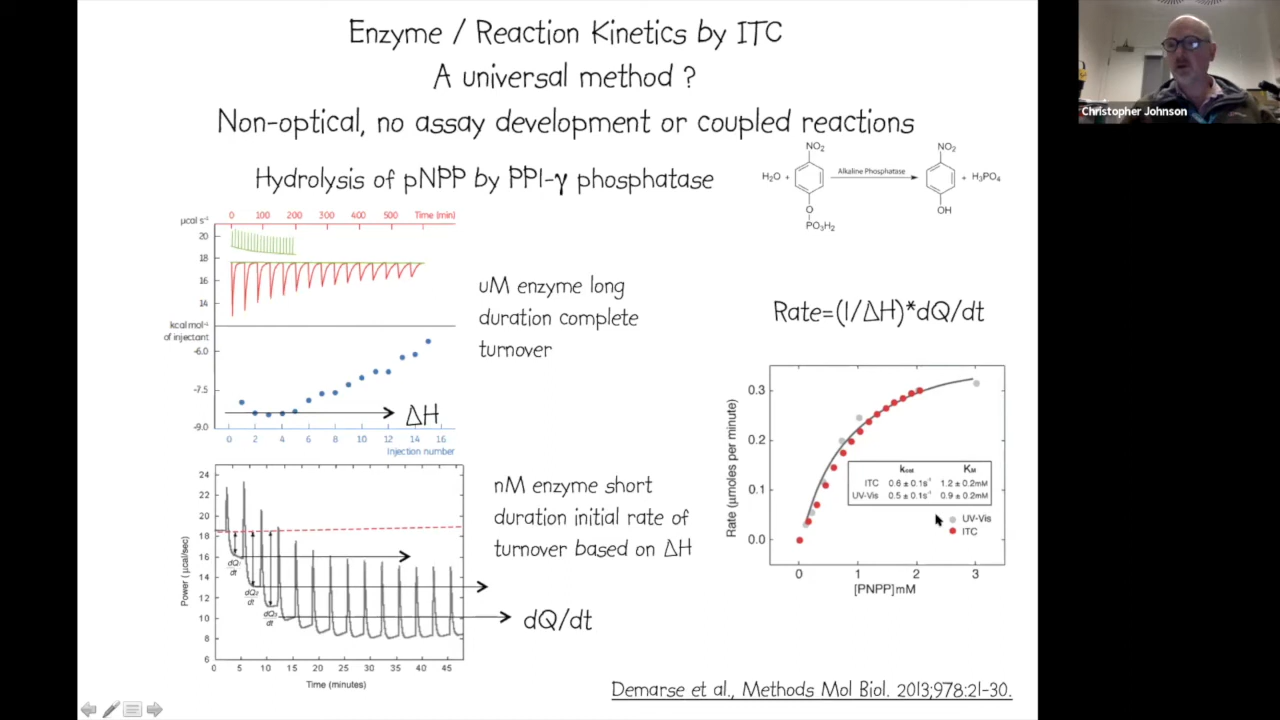 Enzyme / Reaction Kinetics by ITC
A universal method ?
Non-optical, no assay development or coupled reactions
Christopher Johnson
Hydrolysis of pNPP by PP1-γ phosphatase
NO₂
H₂O +
Alkaline Phosphatase
O
PO₃H₂
NO₂
+ H₃PO₄
OH
µcal s⁻¹
0 100 200 300 400 500 Time (min)
20
18
16
14
kcal mol⁻¹
of injectant
-6.0
-7.5
-9.0
ΔH
0 2 4 6 8 10 12 14 16
Injection number
uM enzyme long
duration complete
turnover
Rate=(1/ΔH)*dQ/dt
24
22
20
18
16
14
12
10
8
6
Power (µcal/sec)
dQ₁
dt
dQ₂
dt
dQ₃
dt
0 5 10 15 20 25 30 35 40 45
Time (minutes)
nM enzyme short
duration initial rate of
turnover based on ΔH
dQ/dt
0.3
0.2
0.1
0.0
Rate (µmoles per minute)
kcat KM
ITC 0.6 ± 0.1s⁻¹ 1.2 ± 0.2mM
UV-Vis 0.5 ± 0.1s⁻¹ 0.9 ± 0.2mM
UV-Vis
ITC
0 1 2 3
[PNPP]mM
Demarse et al., Methods Mol Biol. 2013;978:21-30.